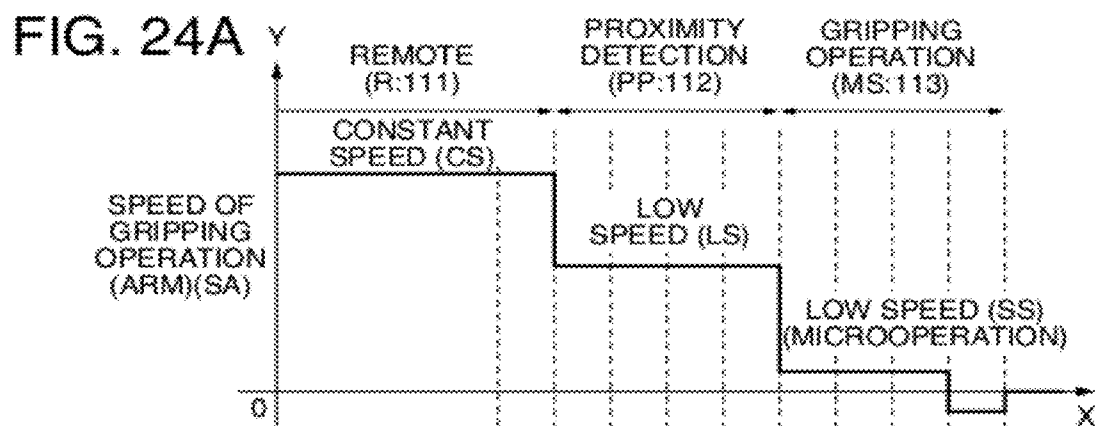 FIG. 24A
Y
REMOTE
(R:111)
PROXIMITY
DETECTION
(PP:112)
GRIPPING
OPERATION
(MS:113)
CONSTANT
SPEED (CS)
SPEED OF
GRIPPING
OPERATION
(ARM)(SA)
LOW
SPEED (LS)
LOW SPEED (SS)
(MICROOPERATION)
0
X